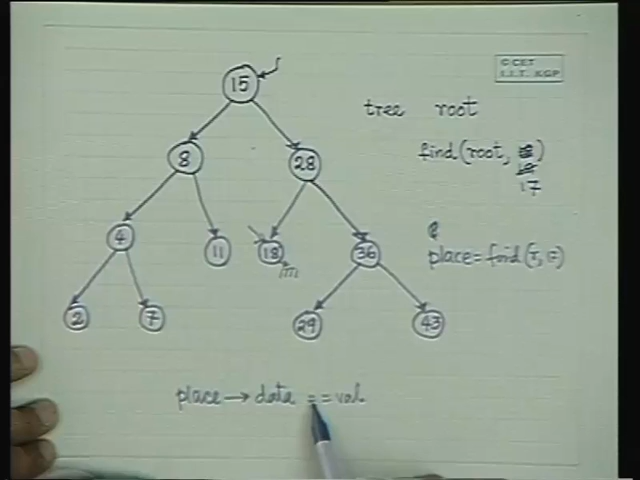 © CET
I.I.T. KGP
15
tree root
find(root, )
17
8
28
4
11
18
36
place=find(r, )
2
7
29
43
place → data == val